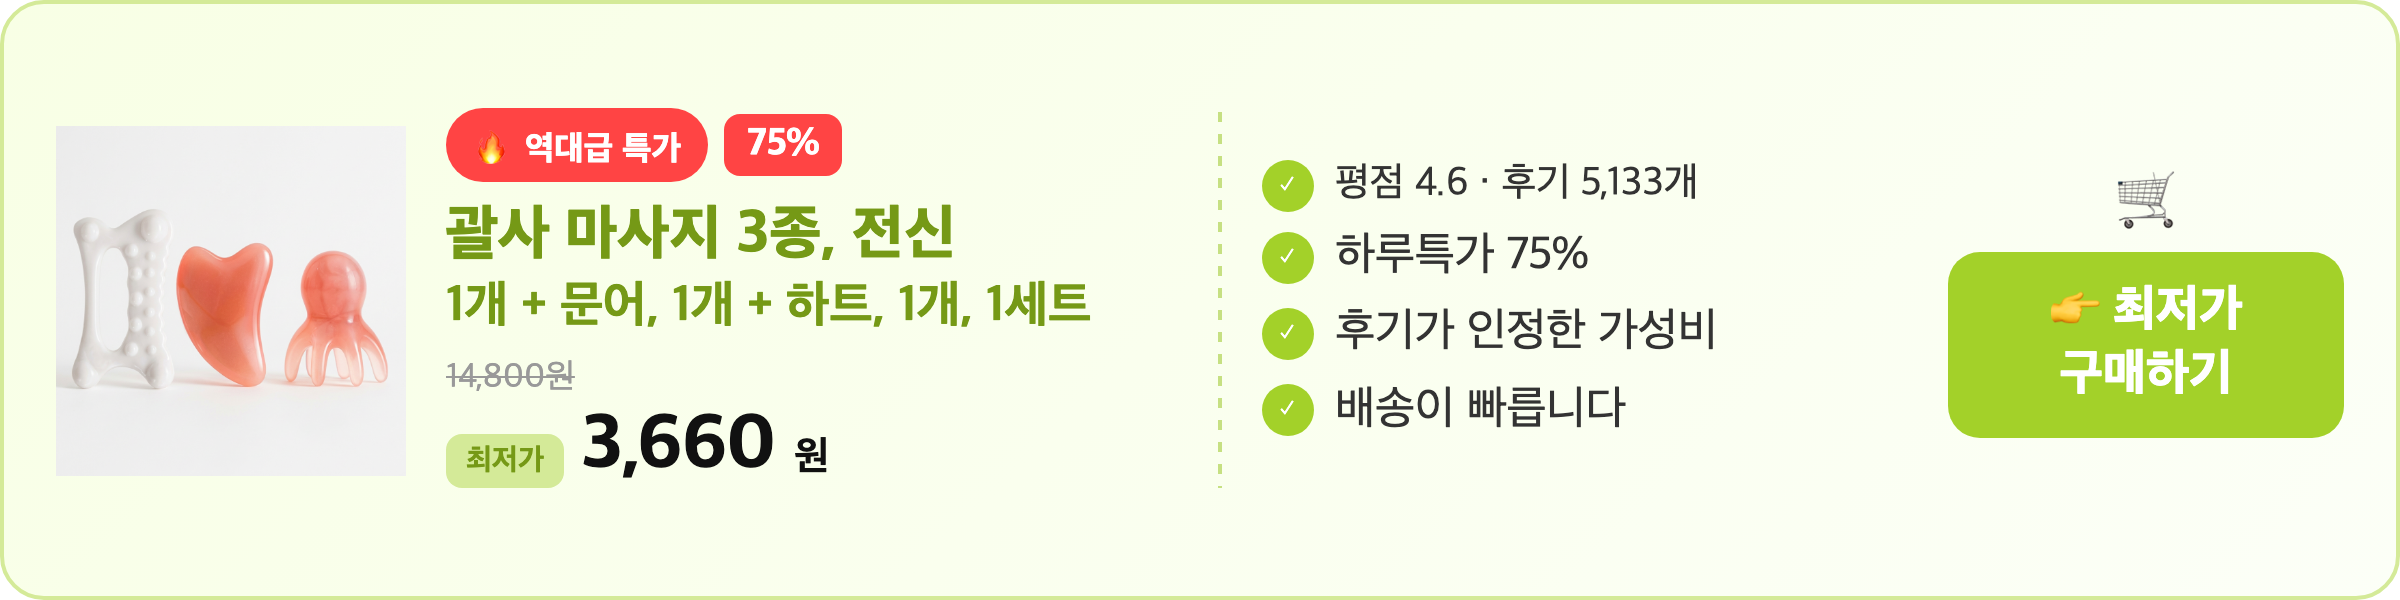 🔥 역대급 특가 75%
괄사 마사지 3종, 전신
1개 + 문어, 1개 + 하트, 1개, 1세트
14,800원
최저가 3,660 원
✓ 평점 4.6 · 후기 5,133개
✓ 하루특가 75%
✓ 후기가 인정한 가성비
✓ 배송이 빠릅니다
👉 최저가
구매하기